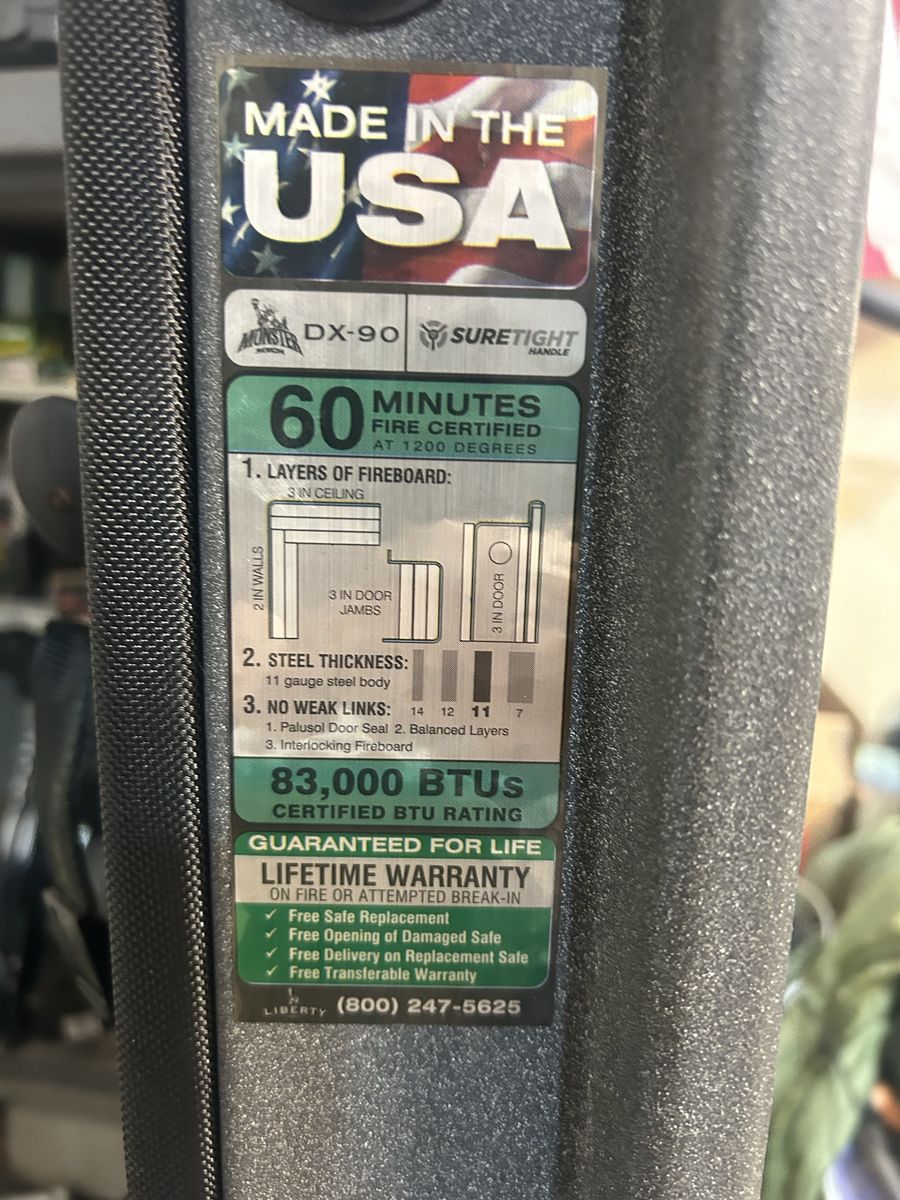 MADE IN THE
USA
MONSTER DX-90 SURETIGHT
HANDLE
60 MINUTES
FIRE CERTIFIED
AT 1200 DEGREES
1. LAYERS OF FIREBOARD:
3 IN CEILING
2 IN WALLS
3 IN DOOR
JAMBS
3 IN DOOR
2. STEEL THICKNESS:
11 gauge steel body
14 12 11 7
3. NO WEAK LINKS:
1. Palusol Door Seal 2. Balanced Layers
3. Interlocking Fireboard
83,000 BTUs
CERTIFIED BTU RATING
GUARANTEED FOR LIFE
LIFETIME WARRANTY
ON FIRE OR ATTEMPTED BREAK-IN
✓ Free Safe Replacement
✓ Free Opening of Damaged Safe
✓ Free Delivery on Replacement Safe
✓ Free Transferable Warranty
LIBERTY (800) 247-5625